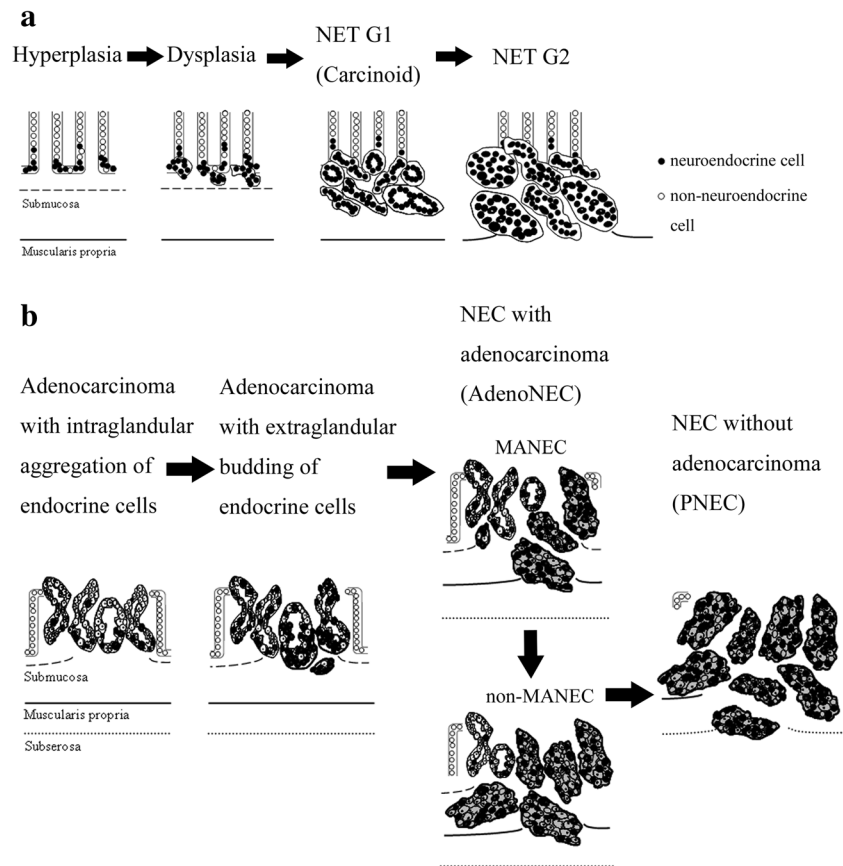 a
Hyperplasia
Dysplasia
NET G1
(Carcinoid)
NET G2
neuroendocrine cell
non-neuroendocrine
cell
Submucosa
Muscularis propria
b
Adenocarcinoma
with intraglandular
aggregation of
endocrine cells
Adenocarcinoma
with extraglandular
budding of
endocrine cells
NEC with
adenocarcinoma
(AdenoNEC)
MANEC
NEC without
adenocarcinoma
(PNEC)
Submucosa
Muscularis propria
Subserosa
non-MANEC